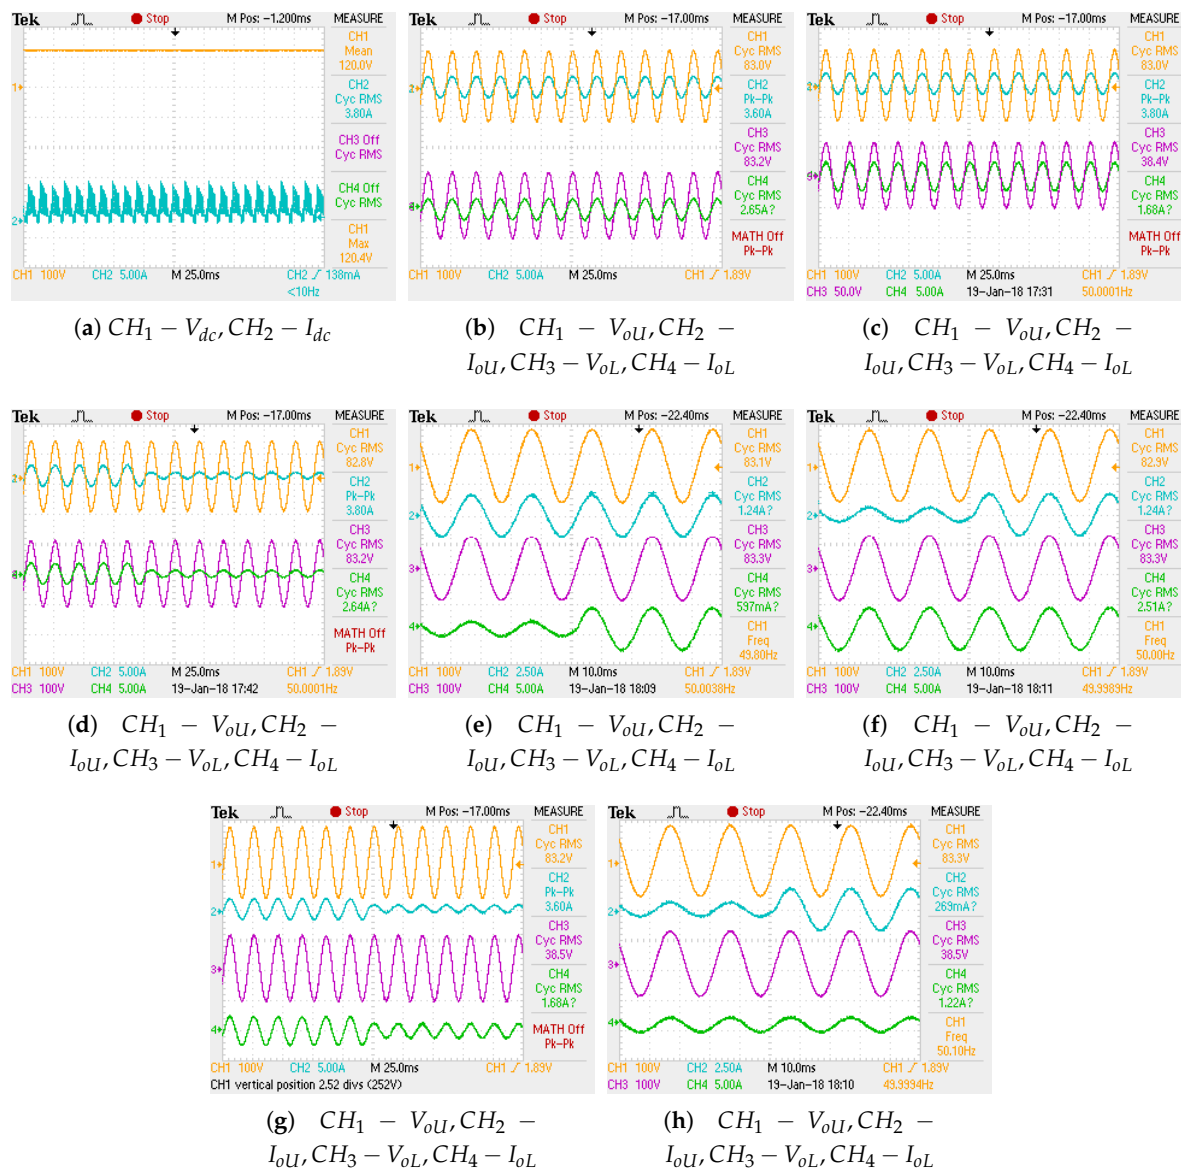 Tek Stop M Pos: -1.200ms MEASURE
CH1
Mean
120.0V
CH2
Cyc RMS
3.80A
CH3 Off
Cyc RMS
CH4 Off
Cyc RMS
CH1
Max
120.4V
1
2
CH1 100V CH2 5.00A M 25.0ms CH2 138mA
<10Hz
(a) CH1 − Vdc, CH2 − Idc
Tek Stop M Pos: -17.00ms MEASURE
CH1
Cyc RMS
83.0V
CH2
Pk-Pk
3.60A
CH3
Cyc RMS
83.2V
CH4
Cyc RMS
2.65A?
MATH Off
Pk-Pk
2
CH1 100V CH2 5.00A M 25.0ms CH1 1.89V
(b) CH1 − VoU, CH2 −
IoU, CH3 − VoL, CH4 − IoL
Tek Stop M Pos: -17.00ms MEASURE
CH1
Cyc RMS
83.0V
CH2
Pk-Pk
3.80A
CH3
Cyc RMS
38.4V
CH4
Cyc RMS
1.68A?
MATH Off
Pk-Pk
2
CH1 100V CH2 5.00A M 25.0ms CH1 1.89V
CH3 50.0V CH4 5.00A 19-Jan-18 17:31 50.0001Hz
(c) CH1 − VoU, CH2 −
IoU, CH3 − VoL, CH4 − IoL
Tek Stop M Pos: -17.00ms MEASURE
CH1
Cyc RMS
82.8V
CH2
Pk-Pk
3.80A
CH3
Cyc RMS
83.2V
CH4
Cyc RMS
2.64A?
MATH Off
Pk-Pk
2
CH1 100V CH2 5.00A M 25.0ms CH1 1.89V
CH3 100V CH4 5.00A 19-Jan-18 17:42 50.0001Hz
(d) CH1 − VoU, CH2 −
IoU, CH3 − VoL, CH4 − IoL
Tek Stop M Pos: -22.40ms MEASURE
CH1
Cyc RMS
83.1V
CH2
Cyc RMS
1.24A?
CH3
Cyc RMS
83.3V
CH4
Cyc RMS
597mA?
CH1
Freq
49.80Hz
1
2
3
4
CH1 100V CH2 2.50A M 10.0ms CH1 1.89V
CH3 100V CH4 5.00A 19-Jan-18 18:09 50.0038Hz
(e) CH1 − VoU, CH2 −
IoU, CH3 − VoL, CH4 − IoL
Tek Stop M Pos: -22.40ms MEASURE
CH1
Cyc RMS
82.9V
CH2
Cyc RMS
1.24A?
CH3
Cyc RMS
83.3V
CH4
Cyc RMS
2.51A?
CH1
Freq
50.00Hz
1
2
3
4
CH1 100V CH2 2.50A M 10.0ms CH1 1.89V
CH3 100V CH4 5.00A 19-Jan-18 18:11 49.9989Hz
(f) CH1 − VoU, CH2 −
IoU, CH3 − VoL, CH4 − IoL
Tek Stop M Pos: -17.00ms MEASURE
CH1
Cyc RMS
83.2V
CH2
Pk-Pk
3.60A
CH3
Cyc RMS
38.5V
CH4
Cyc RMS
1.68A?
MATH Off
Pk-Pk
1
2
3
4
CH1 100V CH2 5.00A M 25.0ms CH1 1.89V
CH1 vertical position 2.52 divs (252V)
(g) CH1 − VoU, CH2 −
IoU, CH3 − VoL, CH4 − IoL
Tek Stop M Pos: -22.40ms MEASURE
CH1
Cyc RMS
83.3V
CH2
Cyc RMS
269mA?
CH3
Cyc RMS
38.5V
CH4
Cyc RMS
1.22A?
CH1
Freq
50.10Hz
1
2
3
4
CH1 100V CH2 2.50A M 10.0ms CH1 1.89V
CH3 100V CH4 5.00A 19-Jan-18 18:10 49.9994Hz
(h) CH1 − VoU, CH2 −
IoU, CH3 − VoL, CH4 − IoL